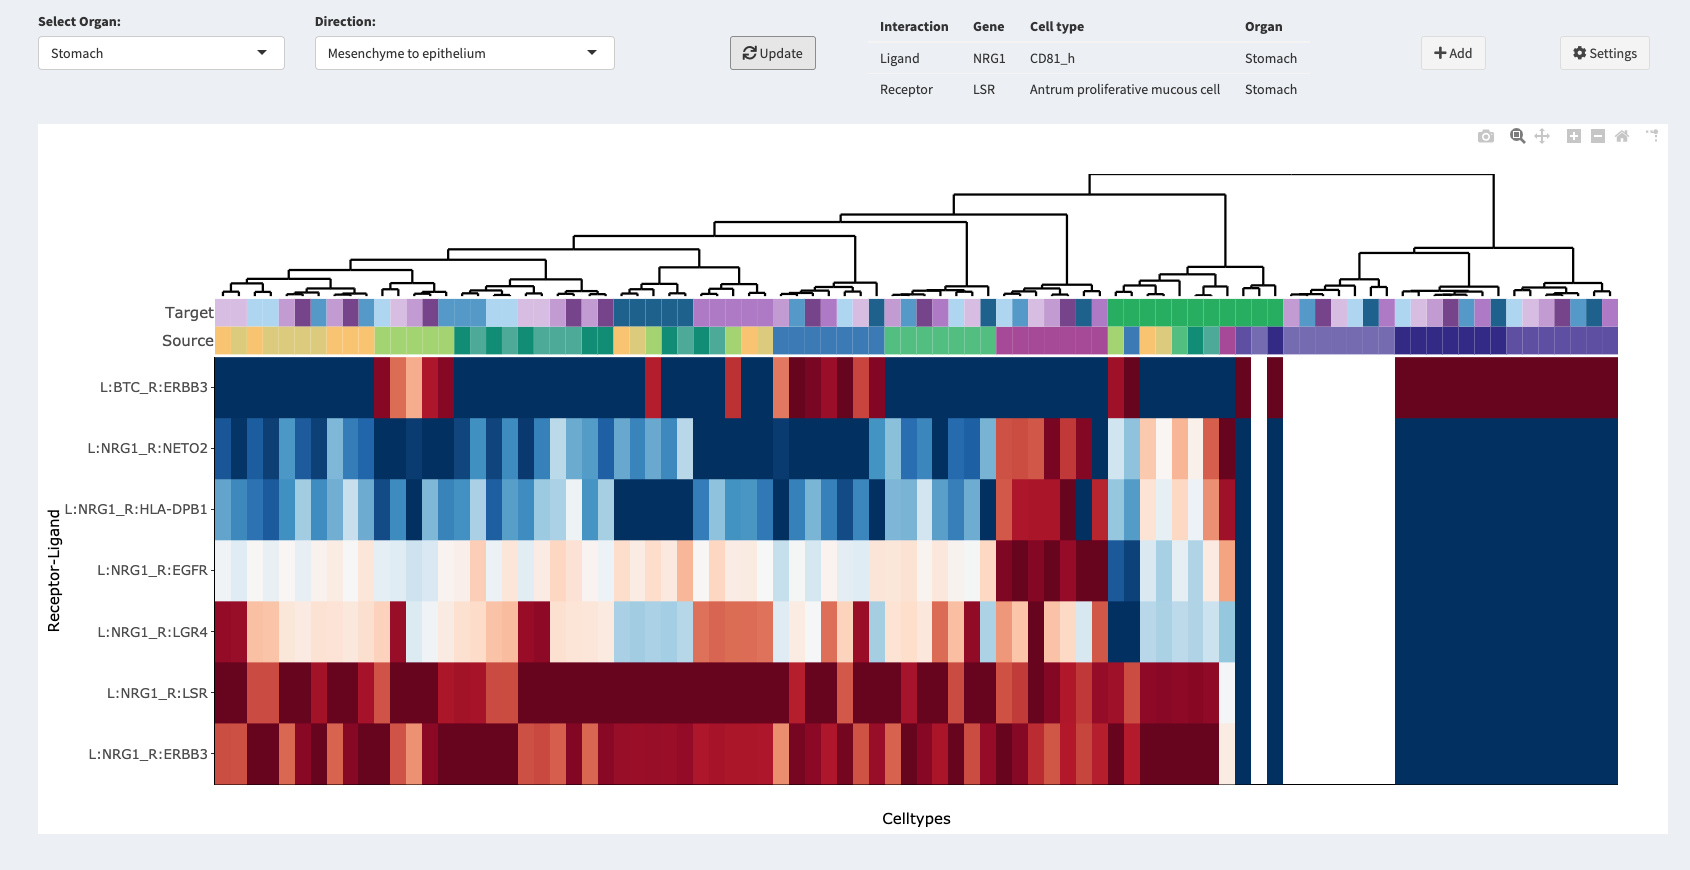 Select Organ:
Direction:
Stomach
Mesenchyme to epithelium
Update
Interaction Gene Cell type Organ
Ligand NRG1 CD81_h Stomach
Receptor LSR Antrum proliferative mucous cell Stomach
Add
Settings
Target
Source
L:BTC_R:ERBB3
L:NRG1_R:NETO2
L:NRG1_R:HLA-DPB1
L:NRG1_R:EGFR
L:NRG1_R:LGR4
L:NRG1_R:LSR
L:NRG1_R:ERBB3
Receptor-Ligand
Celltypes